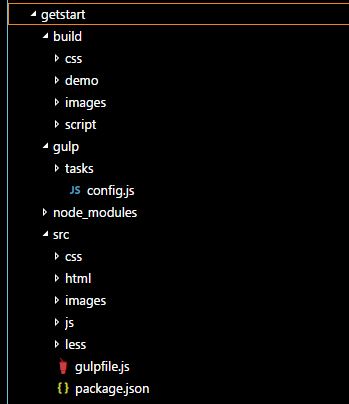 getstart
build
css
demo
images
script
gulp
tasks
JS config.js
node_modules
src
css
html
images
js
less
gulpfile.js
{ } package.json